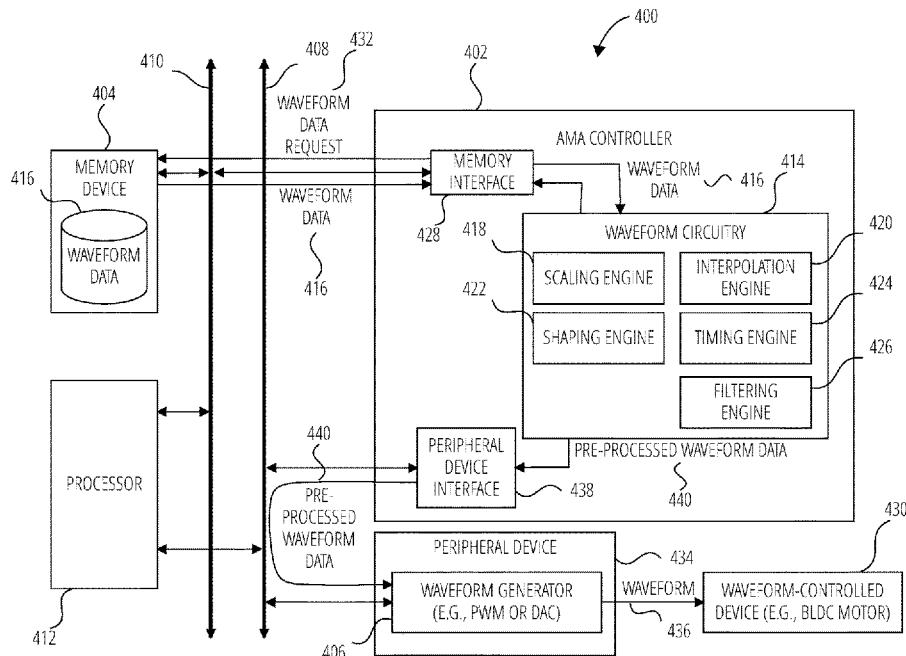 400
410
408
432
402
404
WAVEFORM
DATA
REQUEST
AMA CONTROLLER
MEMORY
DEVICE
MEMORY
INTERFACE
WAVEFORM
DATA
416
414
416
WAVEFORM
DATA
WAVEFORM DATA
416
428
418
WAVEFORM CIRCUITRY
420
SCALING ENGINE
INTERPOLATION
ENGINE
422
424
SHAPING ENGINE
TIMING ENGINE
426
FILTERING
ENGINE
PROCESSOR
412
440
PERIPHERAL
DEVICE
INTERFACE
438
PRE-PROCESSED WAVEFORM DATA
440
PRE-
PROCESSED
WAVEFORM
DATA
430
PERIPHERAL DEVICE
434
WAVEFORM GENERATOR
(E.G., PWM OR DAC)
406
WAVEFORM
436
WAVEFORM-CONTROLLED
DEVICE (E.G., BLDC MOTOR)